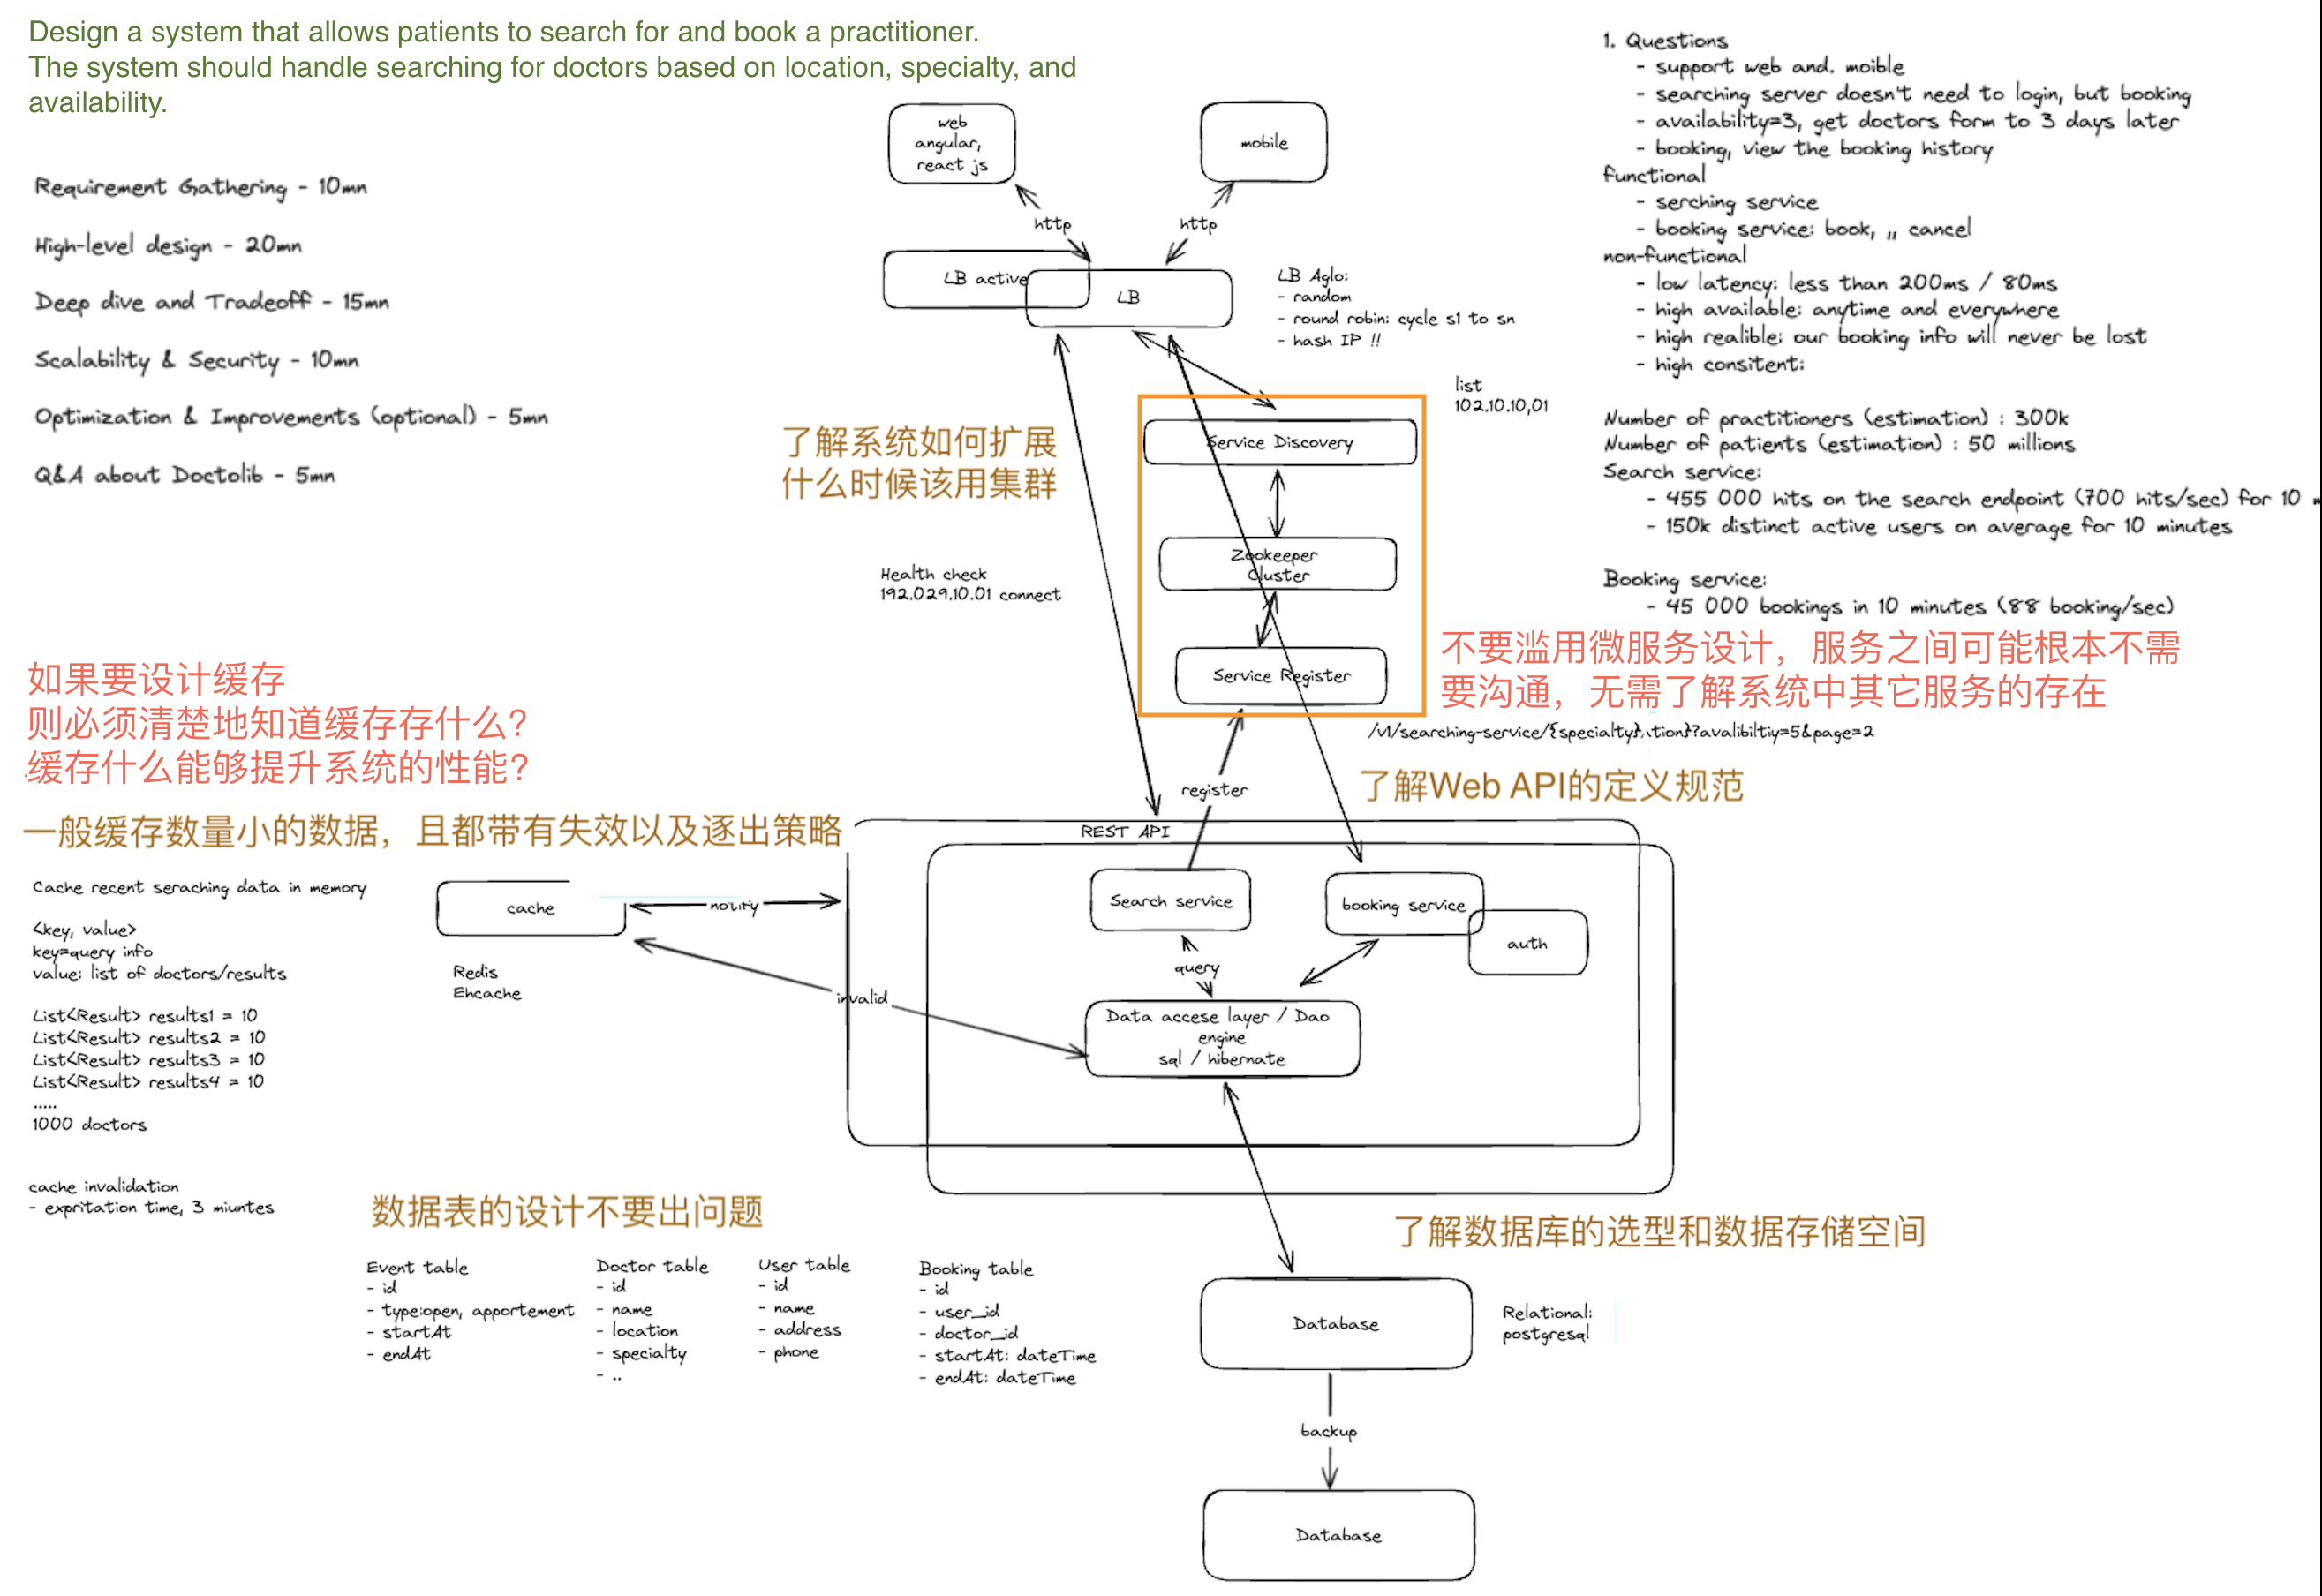 Design a system that allows patients to search for and book a practitioner.
The system should handle searching for doctors based on location, specialty, and
availability.
Requirement Gathering - 10mn
High-level design - 20mn
Deep dive and Tradeoff - 15mn
Scalability & Security - 10mn
Optimization & Improvements (optional) - 5mn
Q&A about Doctolib - 5mn
1. Questions
- support web and. moible
- searching server doesn't need to login, but booking
- availability=3, get doctors form to 3 days later
- booking, view the booking history
functional
- serching service
- booking service: book, ,, cancel
non-functional
- low latency: less than 200ms / 80ms
- high available: anytime and everywhere
- high realible: our booking info will never be lost
- high consitent:
Number of practitioners (estimation) : 300k
Number of patients (estimation) : 50 millions
Search service:
- 455 000 hits on the search endpoint (700 hits/sec) for 10
- 150k distinct active users on average for 10 minutes
Booking service:
- 45 000 bookings in 10 minutes (88 booking/sec)
web
angular,
react js
mobile
http
http
LB active
LB
LB Aglo:
- random
- round robin: cycle s1 to sn
- hash IP !!
list
102.10.10,01
了解系统如何扩展
什么时候该用集群
Service Discovery
Zookeeper
Cluster
Service Register
Health check
192.029.10.01 connect
不要滥用微服务设计，服务之间可能根本不需
要沟通，无需了解系统中其它服务的存在
/v1/searching-service/{specialty}, tion}?avalibiltiy=5&page=2
了解Web API的定义规范
register
如果要设计缓存
则必须清楚地知道缓存存什么？
缓存什么能够提升系统的性能？
一般缓存数量小的数据，且都带有失效以及逐出策略
REST API
Search service
booking service
auth
query
Data accese layer / Dao
engine
sql / hibernate
cache
notify
invalid
Redis
Ehcache
Cache recent seraching data in memory
<key, value>
key=query info
value: list of doctors/results
List<Result> results1 = 10
List<Result> results2 = 10
List<Result> results3 = 10
List<Result> results4 = 10
.....
1000 doctors
cache invalidation
- expritation time, 3 miuntes
数据表的设计不要出问题
了解数据库的选型和数据存储空间
Event table
- id
- type:open, apportement
- startAt
- endAt
Doctor table
- id
- name
- location
- specialty
- ..
User table
- id
- name
- address
- phone
Booking table
- id
- user_id
- doctor_id
- startAt: dateTime
- endAt: dateTime
Database
Relational:
postgresql
backup
Database